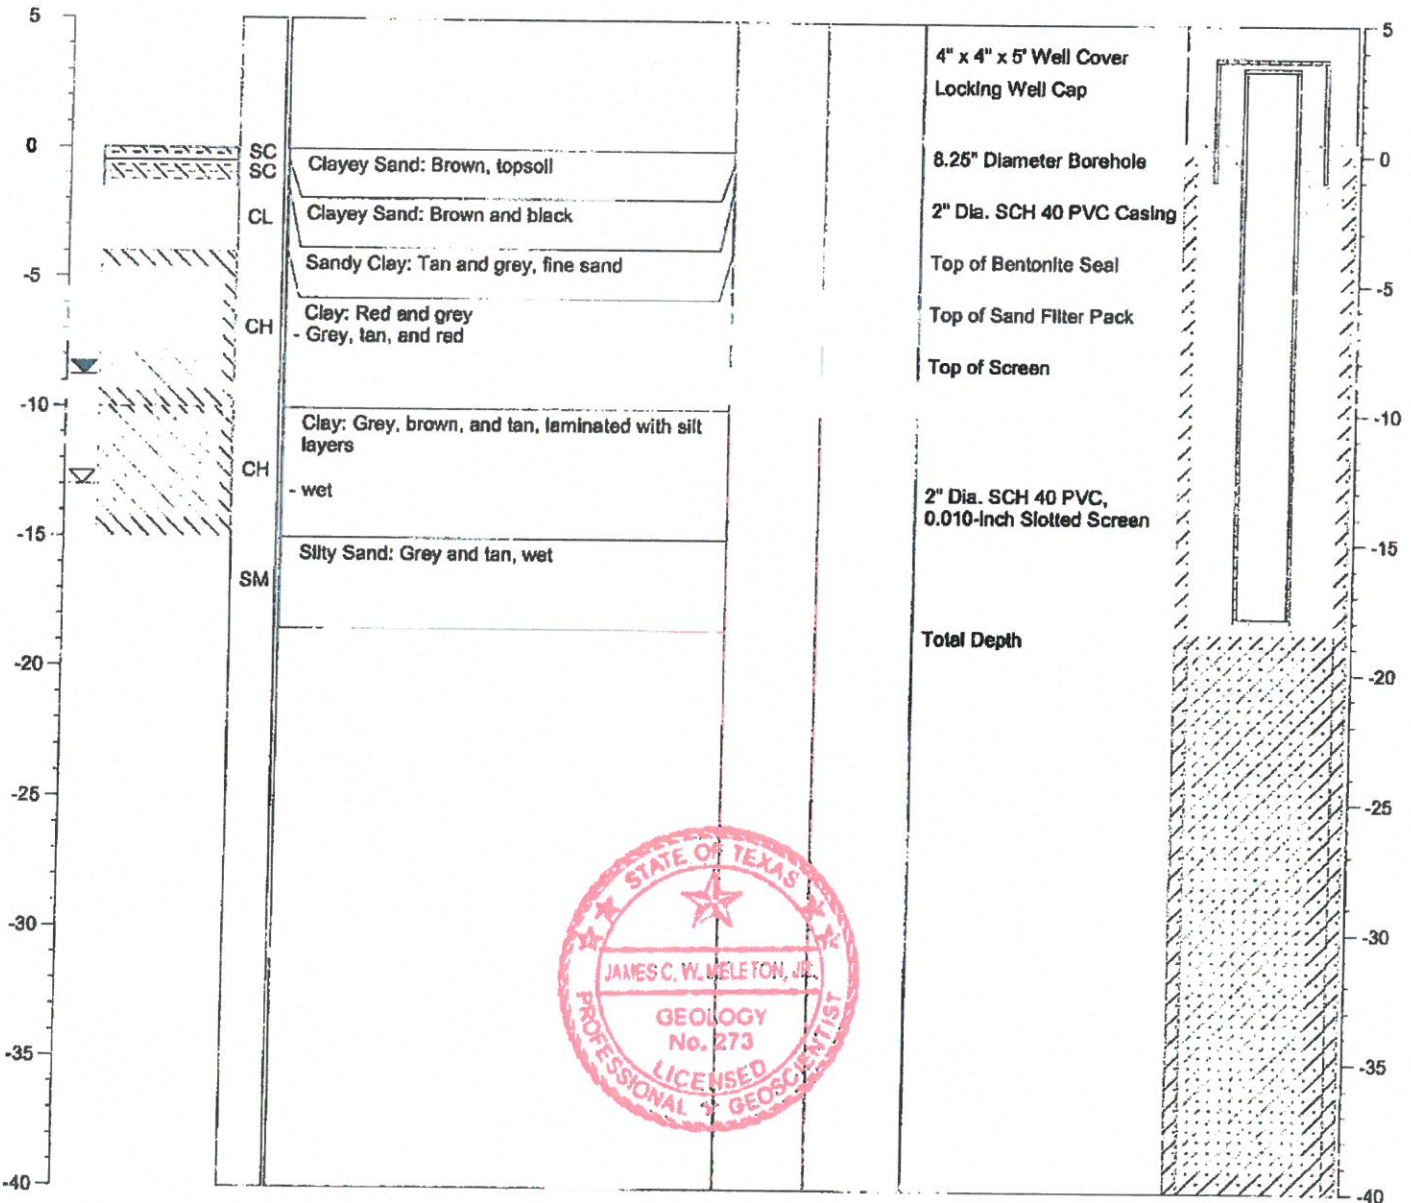 5
0
-5
-10
-15
-20
-25
-30
-35
-40
SC
SC
CL
CH
CH
SM
Clayey Sand: Brown, topsoil
Clayey Sand: Brown and black
Sandy Clay: Tan and grey, fine sand
Clay: Red and grey
- Grey, tan, and red
Clay: Grey, brown, and tan, laminated with silt
layers
- wet
Silty Sand: Grey and tan, wet
4" x 4" x 5' Well Cover
Locking Well Cap
8.25" Diameter Borehole
2" Dia. SCH 40 PVC Casing
Top of Bentonite Seal
Top of Sand Filter Pack
Top of Screen
2" Dia. SCH 40 PVC,
0.010-Inch Slotted Screen
Total Depth
5
0
-5
-10
-15
-20
-25
-30
-35
-40
STATE OF TEXAS
JAMES C. W. MELETON, JR.
GEOLOGY
No. 273
LICENSED
PROFESSIONAL GEOSCIENTIST